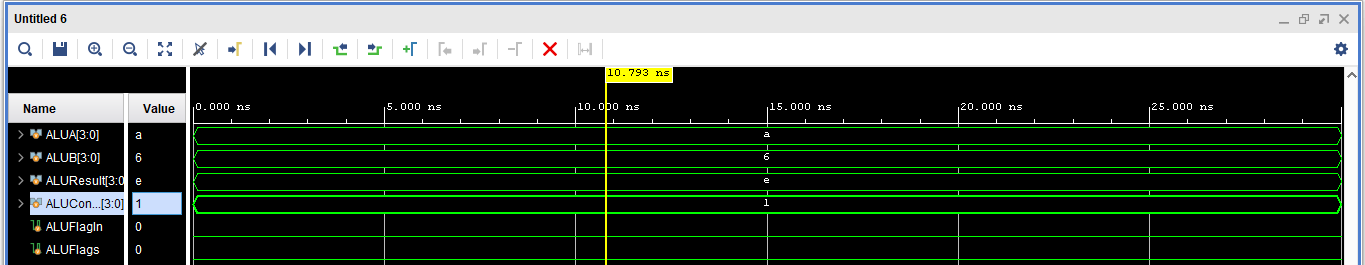 Untitled 6
10.793 ns
Name Value
0.000 ns 5.000 ns 10.000 ns 15.000 ns 20.000 ns 25.000 ns
ALUA[3:0] a a
ALUB[3:0] 6 6
ALUResult[3:0 e e
ALUCon...[3:0] 1 1
ALUFlagIn 0
ALUFlags 0